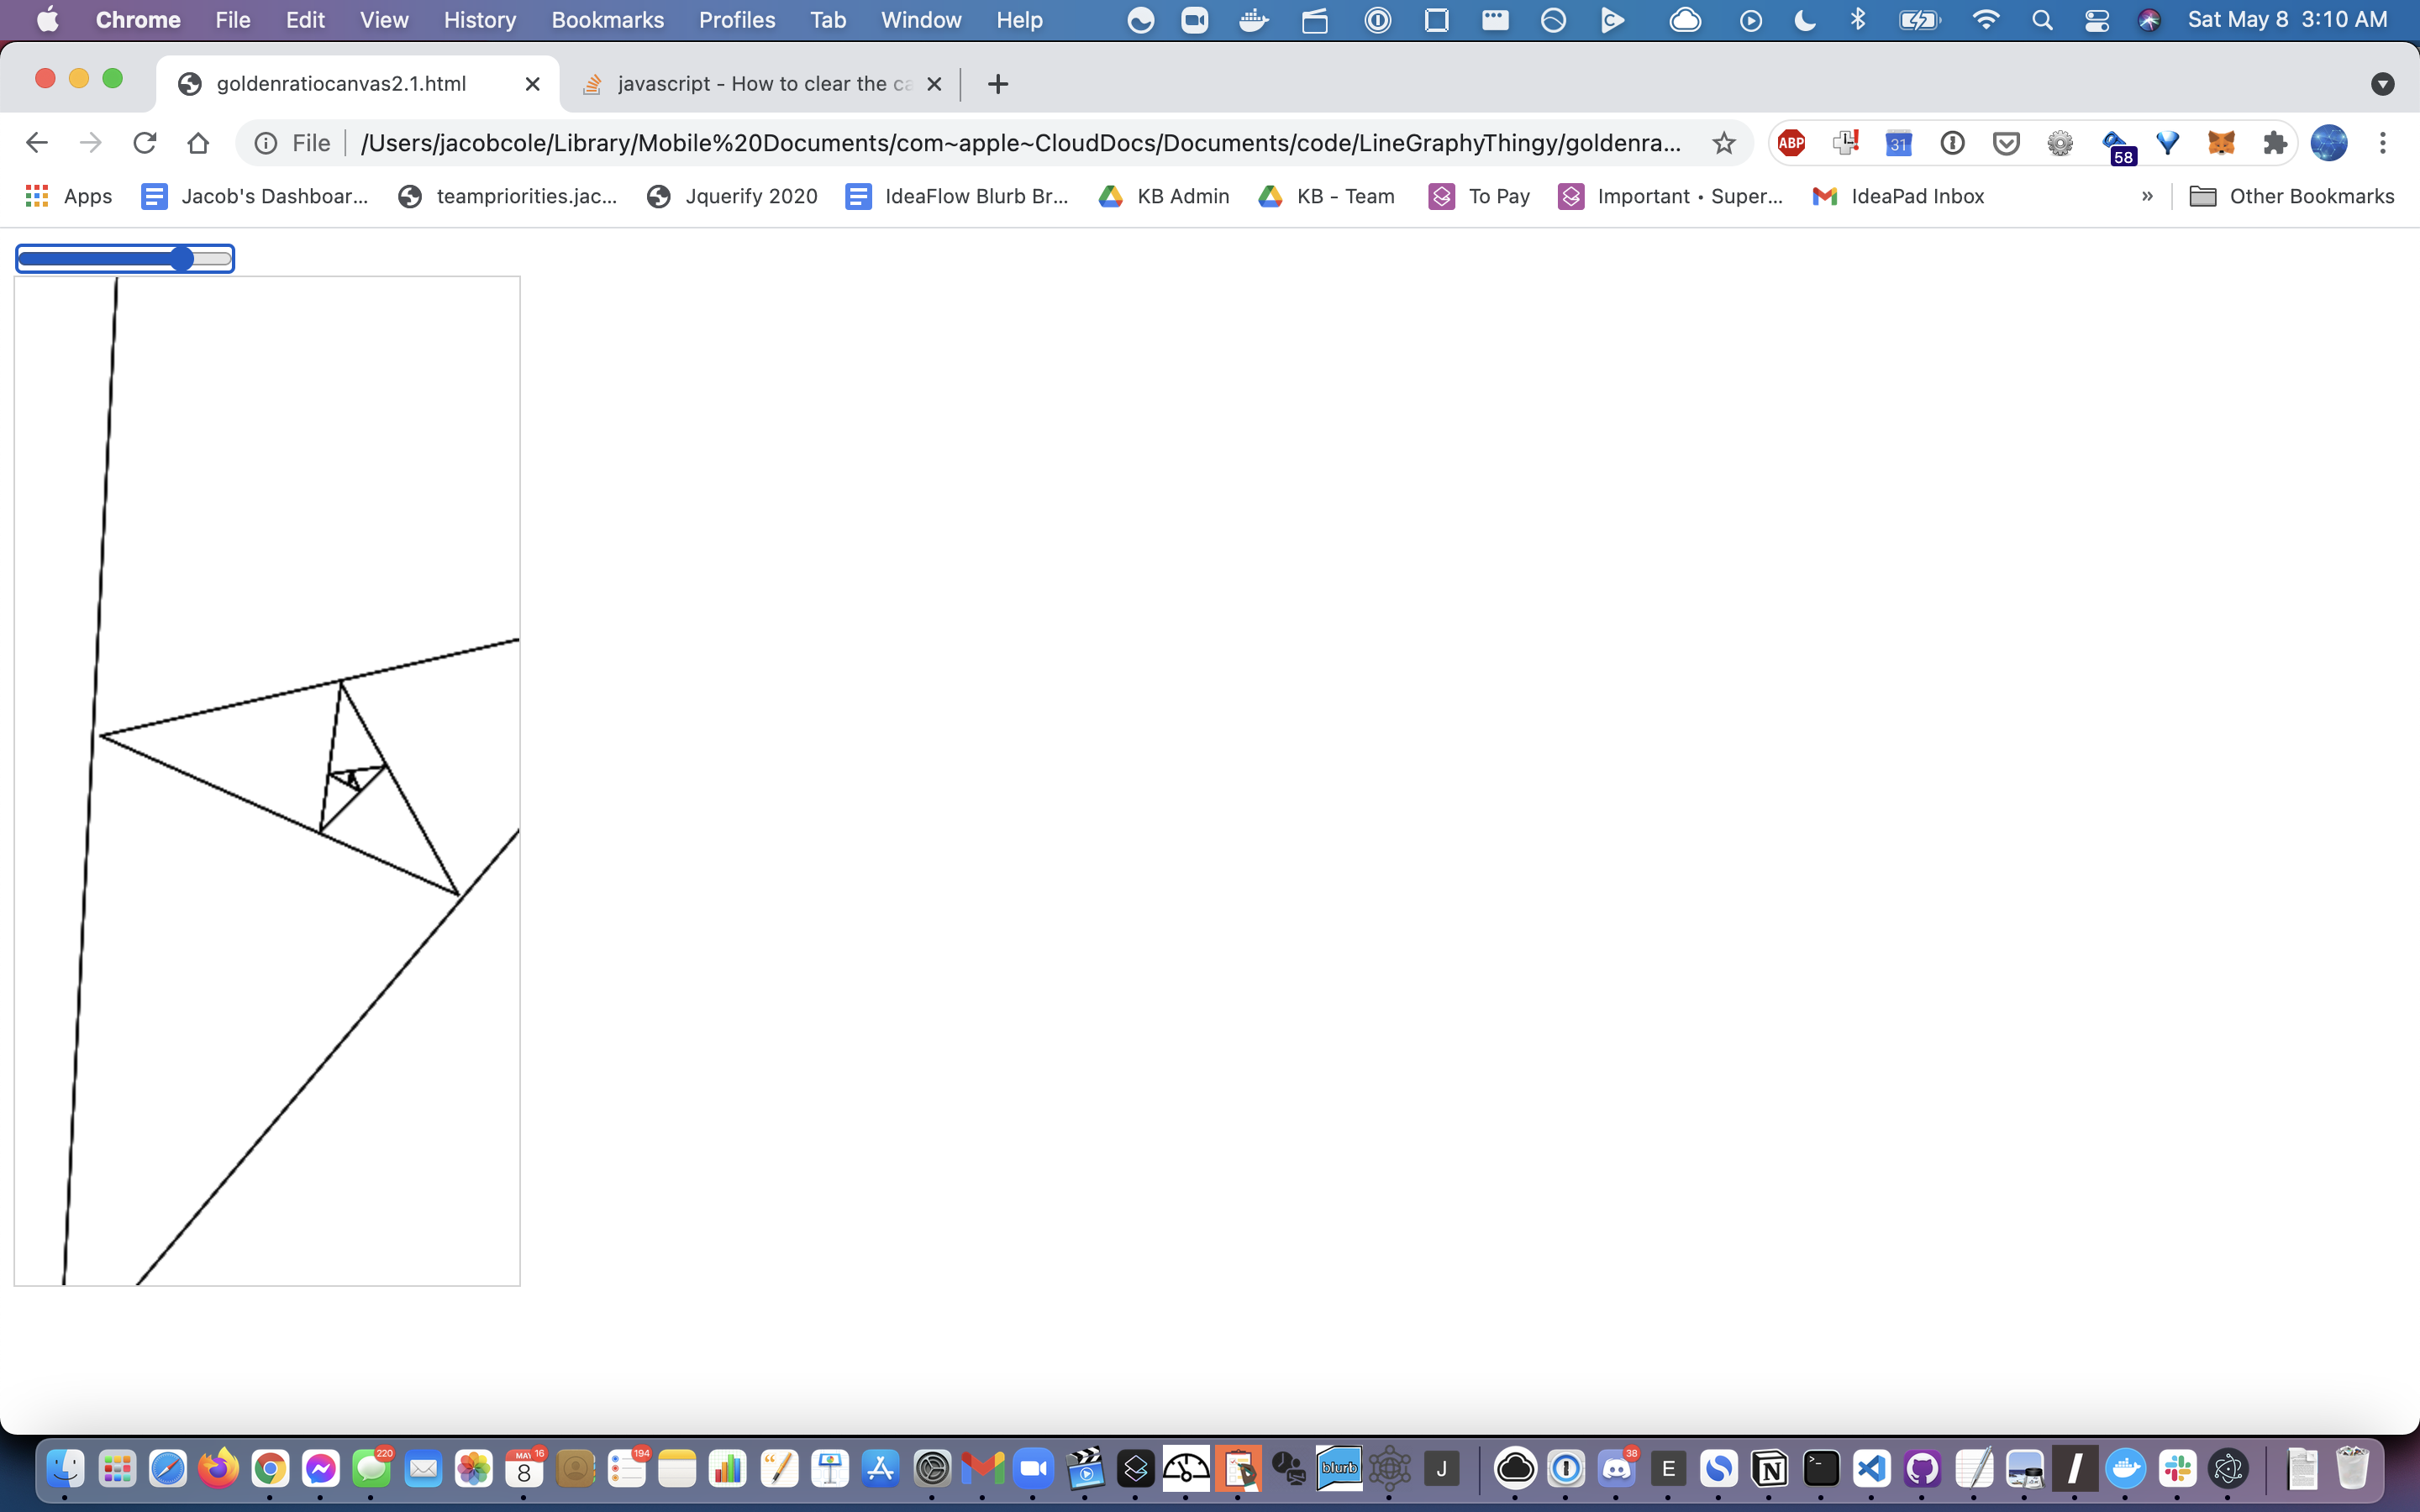 Chrome File Edit View History Bookmarks Profiles Tab Window Help Sat May 8 3:10 AM
goldenratiocanvas2.1.html javascript - How to clear the ca
File /Users/jacobcole/Library/Mobile%20Documents/com~apple~CloudDocs/Documents/code/LineGraphyThingy/goldenra... ABP 31 58
Apps Jacob's Dashboar... teampriorities.jac... Jquerify 2020 IdeaFlow Blurb Br... KB Admin KB - Team To Pay Important • Super... IdeaPad Inbox » Other Bookmarks
220 MAY 16 8 194 blurb J 38 E N